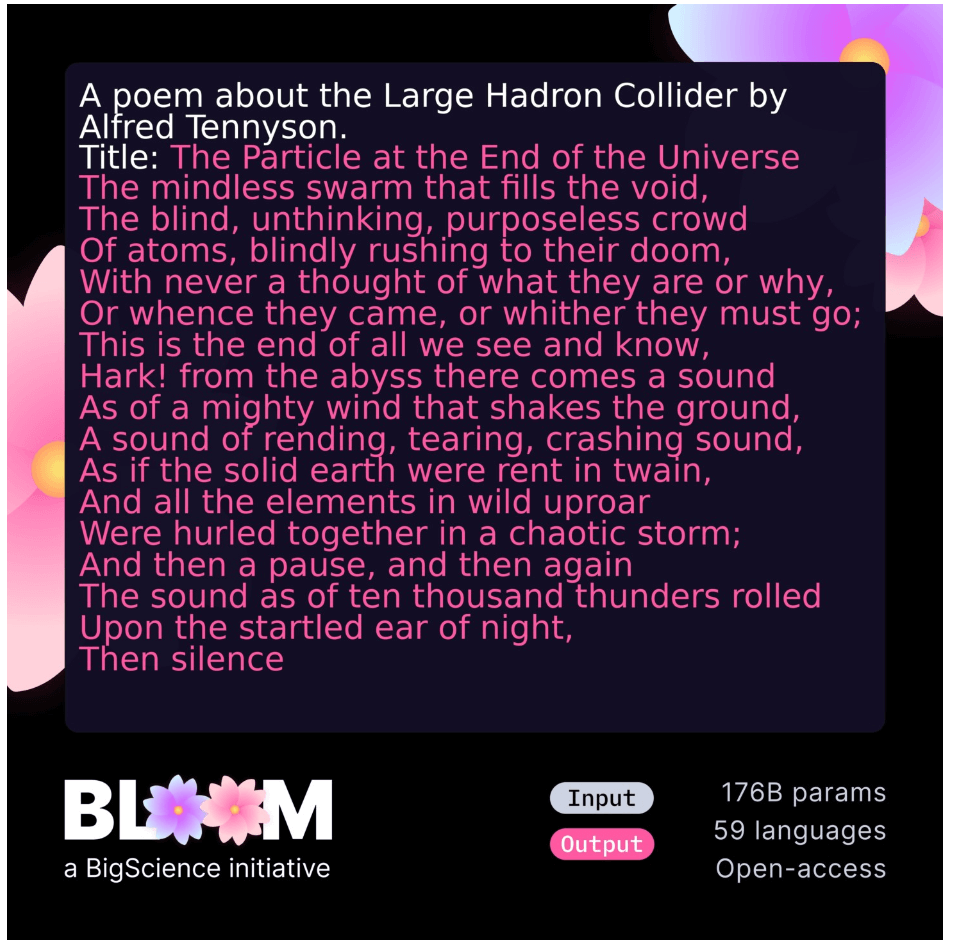 A poem about the Large Hadron Collider by
Alfred Tennyson.
Title: The Particle at the End of the Universe
The mindless swarm that fills the void,
The blind, unthinking, purposeless crowd
Of atoms, blindly rushing to their doom,
With never a thought of what they are or why,
Or whence they came, or whither they must go;
This is the end of all we see and know,
Hark! from the abyss there comes a sound
As of a mighty wind that shakes the ground,
A sound of rending, tearing, crashing sound,
As if the solid earth were rent in twain,
And all the elements in wild uproar
Were hurled together in a chaotic storm;
And then a pause, and then again
The sound as of ten thousand thunders rolled
Upon the startled ear of night,
Then silence
BLOOM
a BigScience initiative
Input
Output
176B params
59 languages
Open-access